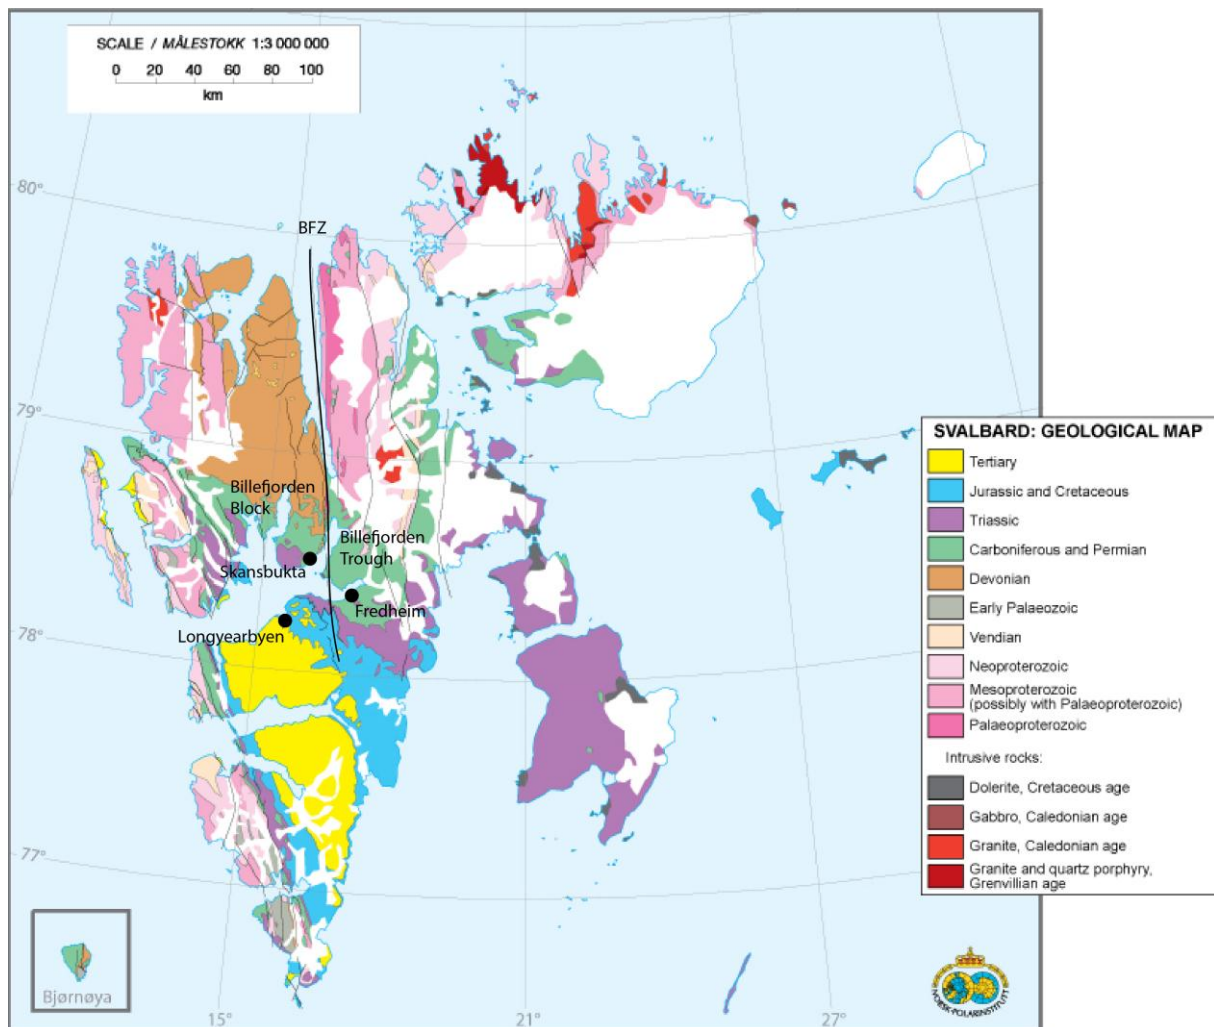 SCALE / MÅLESTOKK 1:3 000 000
0 20 40 60 80 100
km
80°
BFZ
79°
Billefjorden
Block
Billefjorden
Trough
Skansbukta
Fredheim
78°
Longyearbyen
77°
Bjørnøya
15°
21°
27°
SVALBARD: GEOLOGICAL MAP
Tertiary
Jurassic and Cretaceous
Triassic
Carboniferous and Permian
Devonian
Early Palaeozoic
Vendian
Neoproterozoic
Mesoproterozoic
(possibly with Palaeoproterozoic)
Palaeoproterozoic
Intrusive rocks:
Dolerite, Cretaceous age
Gabbro, Caledonian age
Granite, Caledonian age
Granite and quartz porphyry,
Grenvillian age
NORSK POLARINSTITUTT